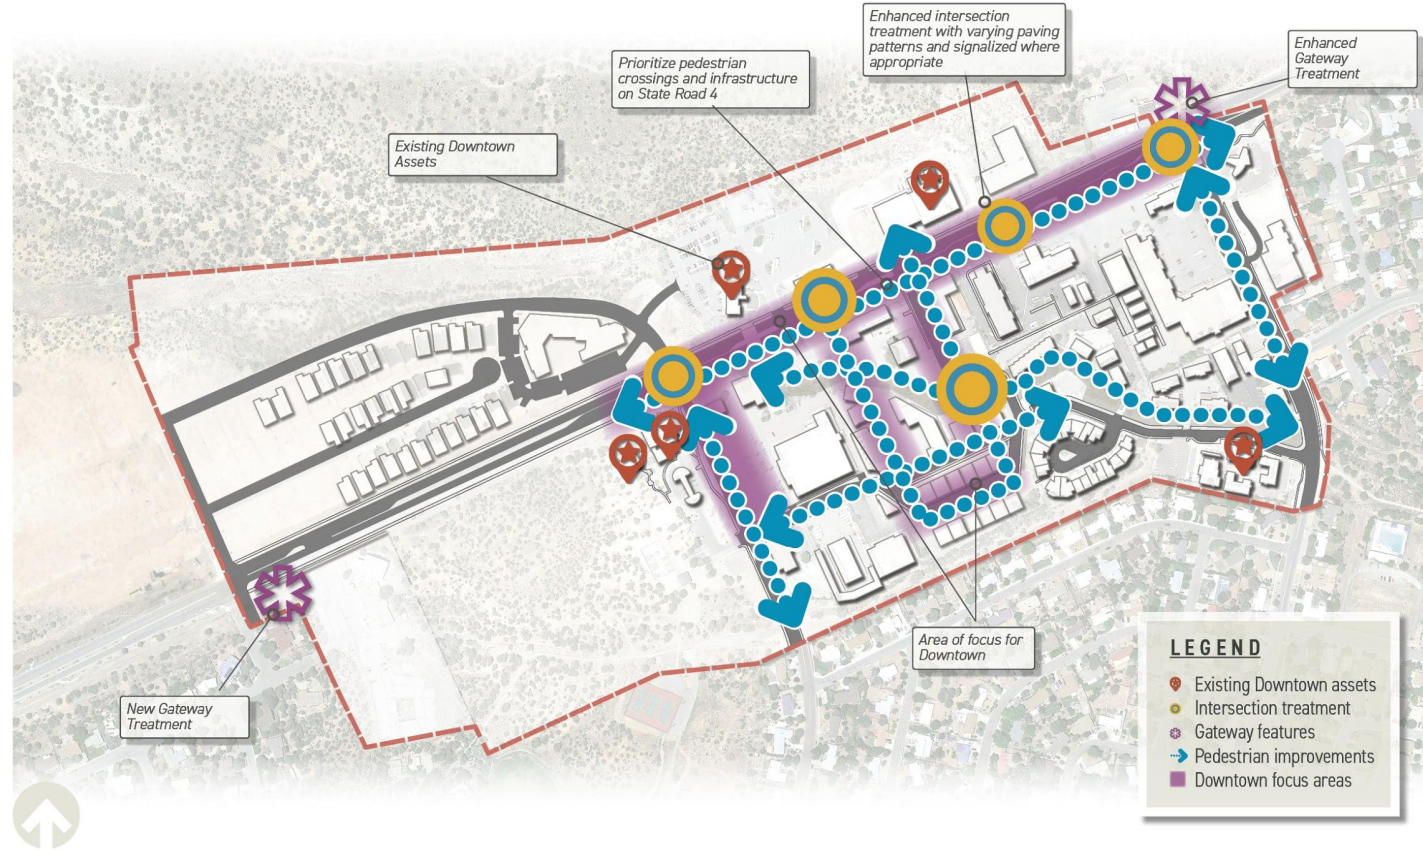 Enhanced intersection
treatment with varying paving
patterns and signalized where
appropriate
Enhanced
Gateway
Treatment
Prioritize pedestrian
crossings and infrastructure
on State Road 4
Existing Downtown
Assets
Area of focus for
Downtown
New Gateway
Treatment
LEGEND
Existing Downtown assets
Intersection treatment
Gateway features
Pedestrian improvements
Downtown focus areas